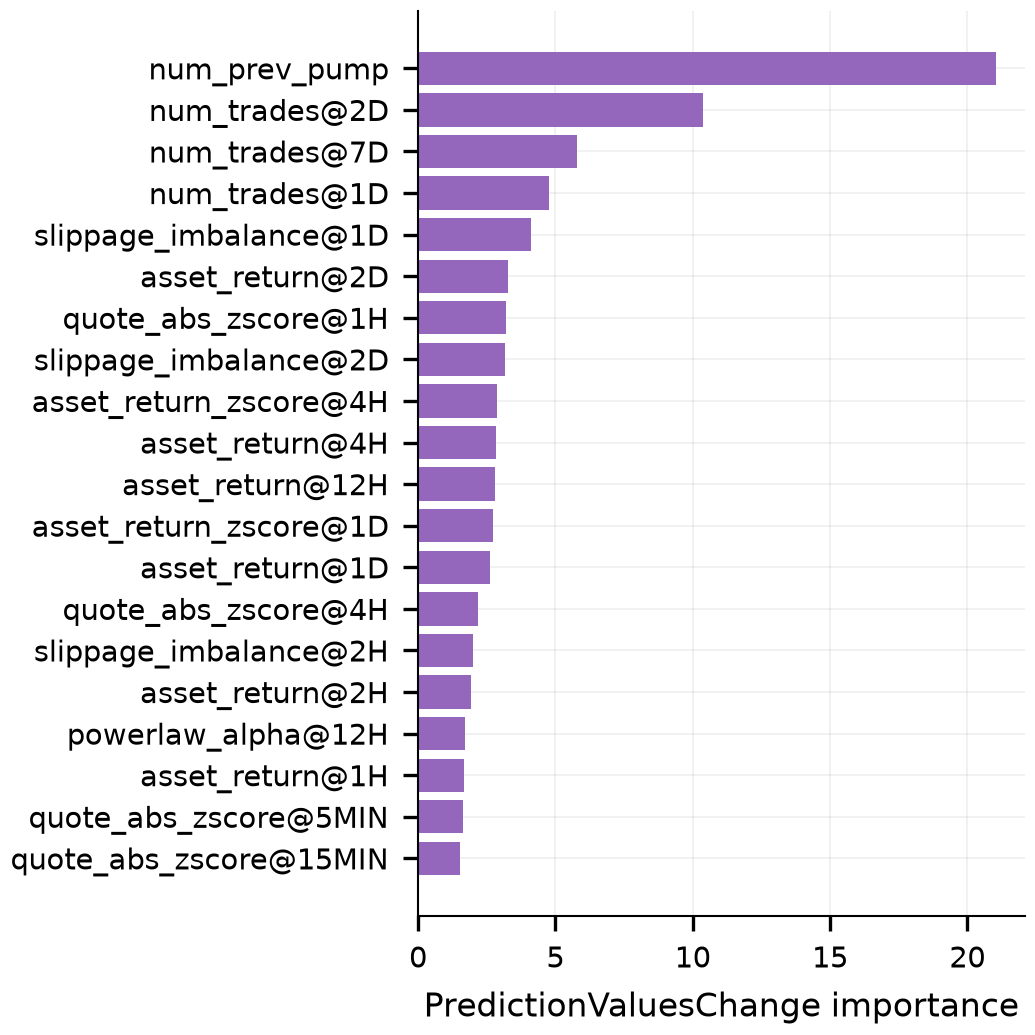 num_prev_pump
num_trades@2D
num_trades@7D
num_trades@1D
slippage_imbalance@1D
asset_return@2D
quote_abs_zscore@1H
slippage_imbalance@2D
asset_return_zscore@4H
asset_return@4H
asset_return@12H
asset_return_zscore@1D
asset_return@1D
quote_abs_zscore@4H
slippage_imbalance@2H
asset_return@2H
powerlaw_alpha@12H
asset_return@1H
quote_abs_zscore@5MIN
quote_abs_zscore@15MIN
0 5 10 15 20
PredictionValuesChange importance